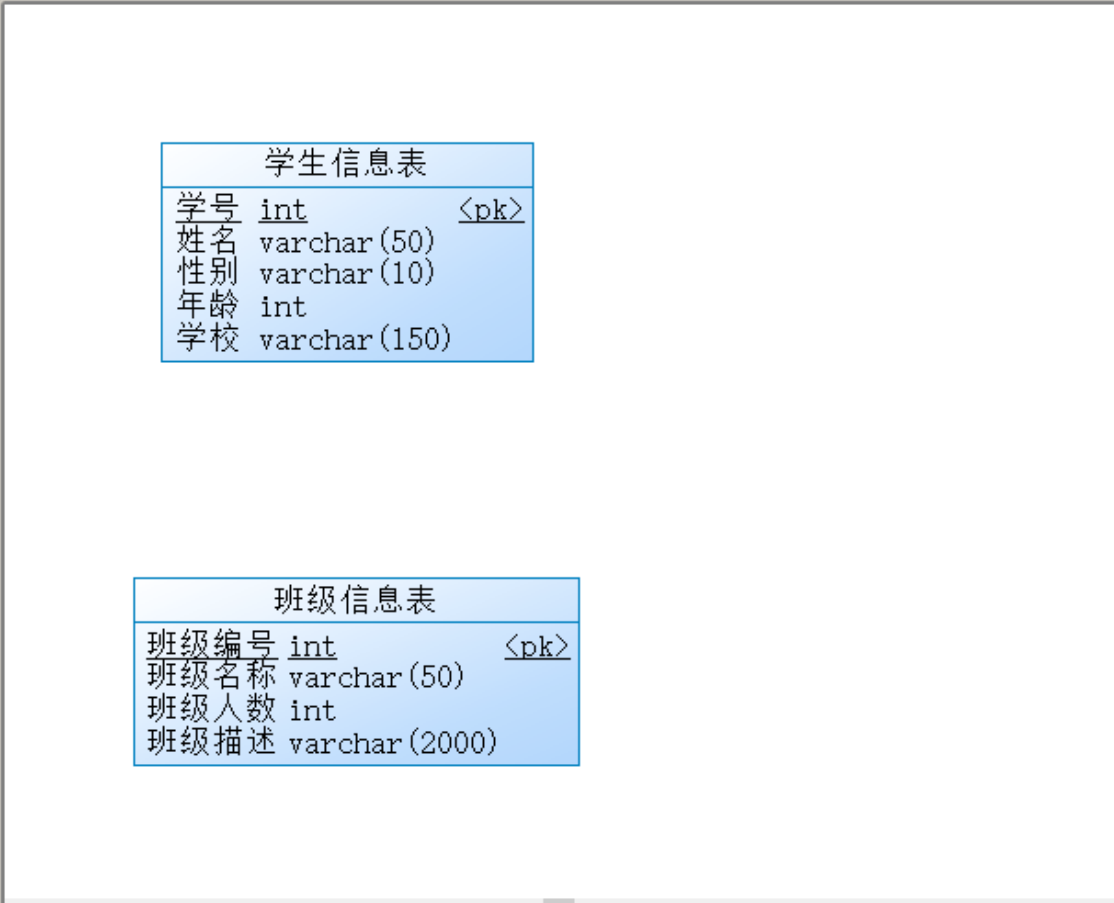 学生信息表
学号 int <pk>
姓名 varchar(50)
性别 varchar(10)
年龄 int
学校 varchar(150)
班级信息表
班级编号 int <pk>
班级名称 varchar(50)
班级人数 int
班级描述 varchar(2000)